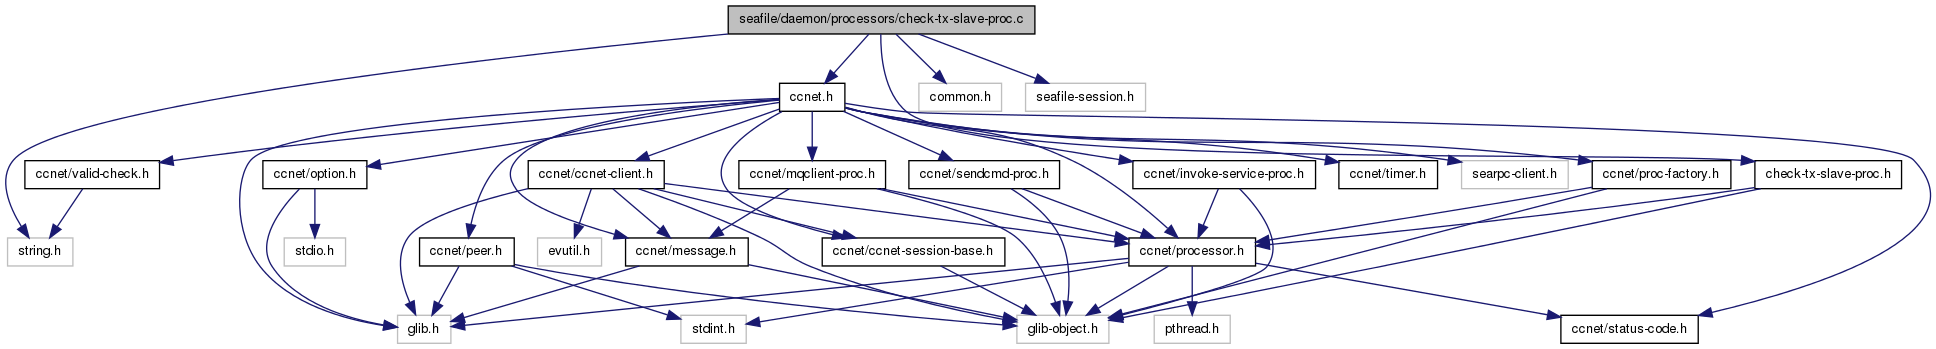 seafile/daemon/processors/check-tx-slave-proc.c
ccnet.h
common.h
seafile-session.h
ccnet/valid-check.h
ccnet/option.h
ccnet/ccnet-client.h
ccnet/mqclient-proc.h
ccnet/sendcmd-proc.h
ccnet/invoke-service-proc.h
ccnet/timer.h
searpc-client.h
ccnet/proc-factory.h
check-tx-slave-proc.h
string.h
stdio.h
ccnet/peer.h
evutil.h
ccnet/message.h
ccnet/ccnet-session-base.h
ccnet/processor.h
glib.h
stdint.h
glib-object.h
pthread.h
ccnet/status-code.h